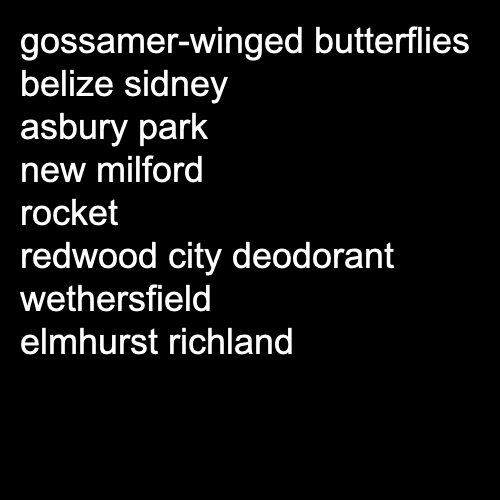 gossamer-winged butterflies
belize sidney
asbury park
new milford
rocket
redwood city deodorant
wethersfield
elmhurst richland